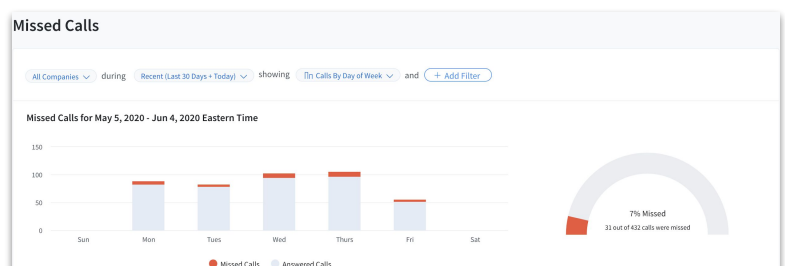 Missed Calls
All Companies during Recent (Last 30 Days + Today) showing Calls By Day of Week and + Add Filter
Missed Calls for May 5, 2020 - Jun 4, 2020 Eastern Time
150
100
50
0
Sun Mon Tues Wed Thurs Fri Sat
7% Missed
31 out of 432 calls were missed
Missed Calls Answered Calls